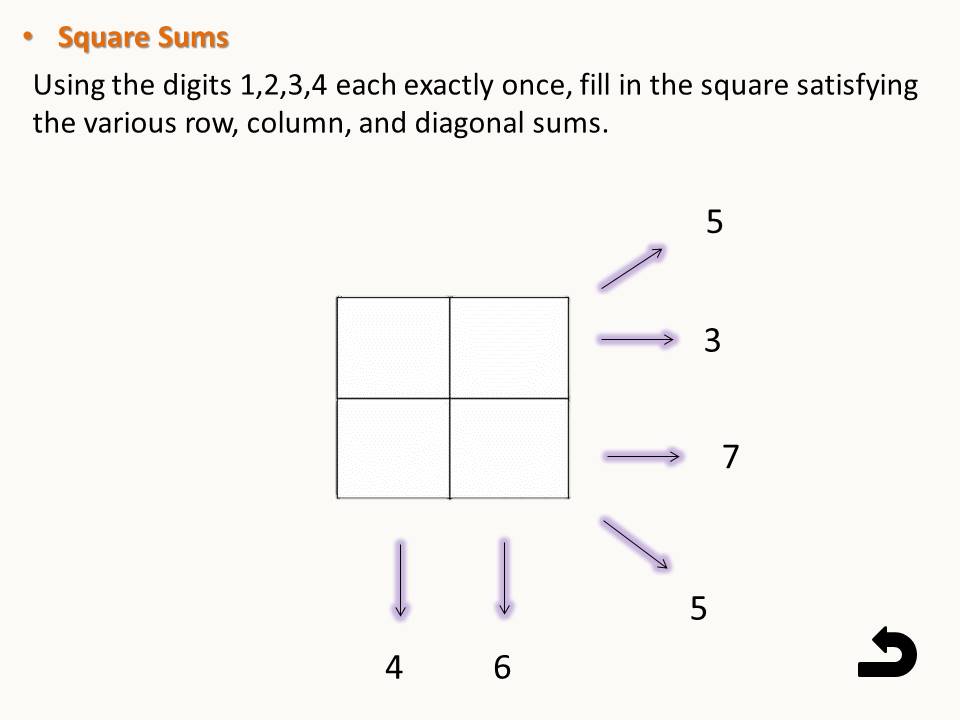 • Square Sums
Using the digits 1,2,3,4 each exactly once, fill in the square satisfying
the various row, column, and diagonal sums.
5
3
7
5
4 6